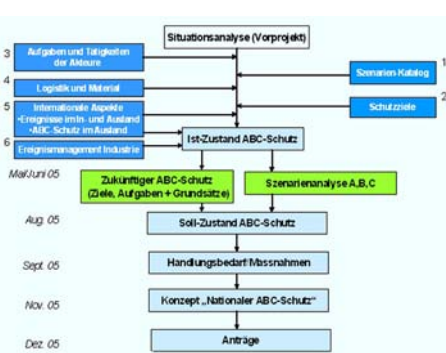 Situationsanalyse (Vorprojekt)
3
Aufgaben und Tätigkeiten
der Akteure
1
Szenarien-Katalog
4
Logistik und Material
2
Schutzziele
5
Internationale Aspekte
•Ereignisse im In- und Ausland
•ABC-Schutz im Ausland
6
Ereignismanagement Industrie
Ist-Zustand ABC-Schutz
Mai/Juni 05
Zukünftiger ABC-Schutz
(Ziele, Aufgaben + Grundsätze)
Szenarienanalyse A,B,C
Aug. 05
Soll-Zustand ABC-Schutz
Sept. 05
Handlungsbedarf/Massnahmen
Nov. 05
Konzept „Nationaler ABC-Schutz“
Dez. 05
Anträge